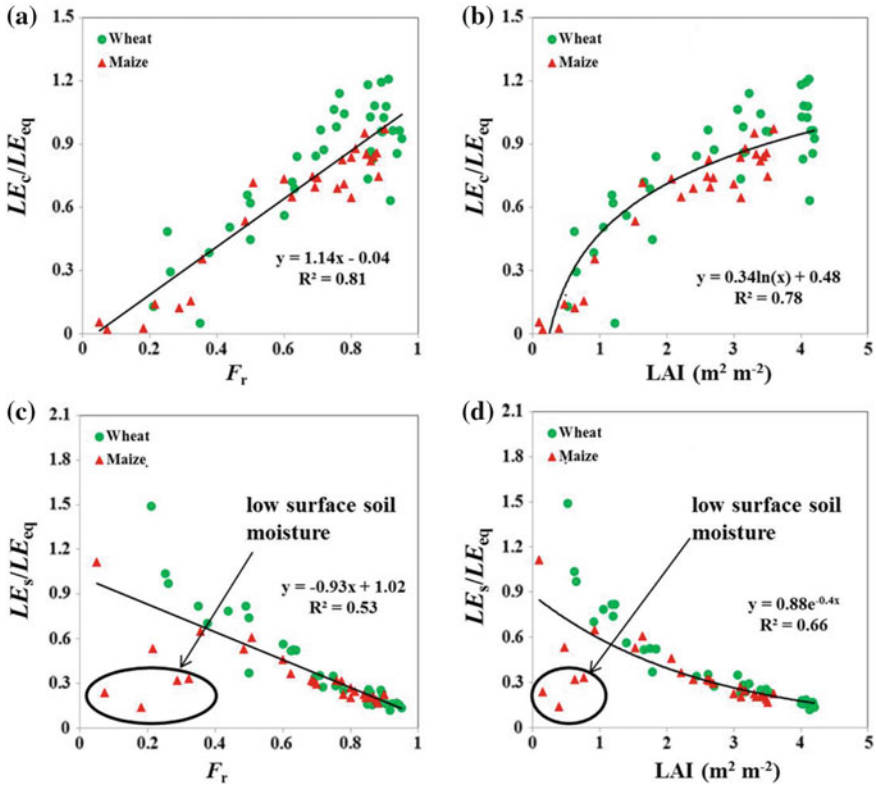 (a)
1.5
1.2
0.9
0.6
0.3
0
LEc/LEeq
Wheat
Maize
y = 1.14x - 0.04
R² = 0.81
0 0.2 0.4 0.6 0.8 1
Fr
(b)
1.5
1.2
0.9
0.6
0.3
0
LEc/LEeq
Wheat
Maize
y = 0.34ln(x) + 0.48
R² = 0.78
0 1 2 3 4 5
LAI (m² m⁻²)
(c)
2.1
1.8
1.5
1.2
0.9
0.6
0.3
0
LEs/LEeq
Wheat
Maize
low surface soil
moisture
y = -0.93x + 1.02
R² = 0.53
0 0.2 0.4 0.6 0.8 1
Fr
(d)
2.1
1.8
1.5
1.2
0.9
0.6
0.3
0
LEs/LEeq
Wheat
Maize
low surface soil
moisture
y = 0.88e⁻⁰·⁴ˣ
R² = 0.66
0 1 2 3 4 5
LAI (m² m⁻²)